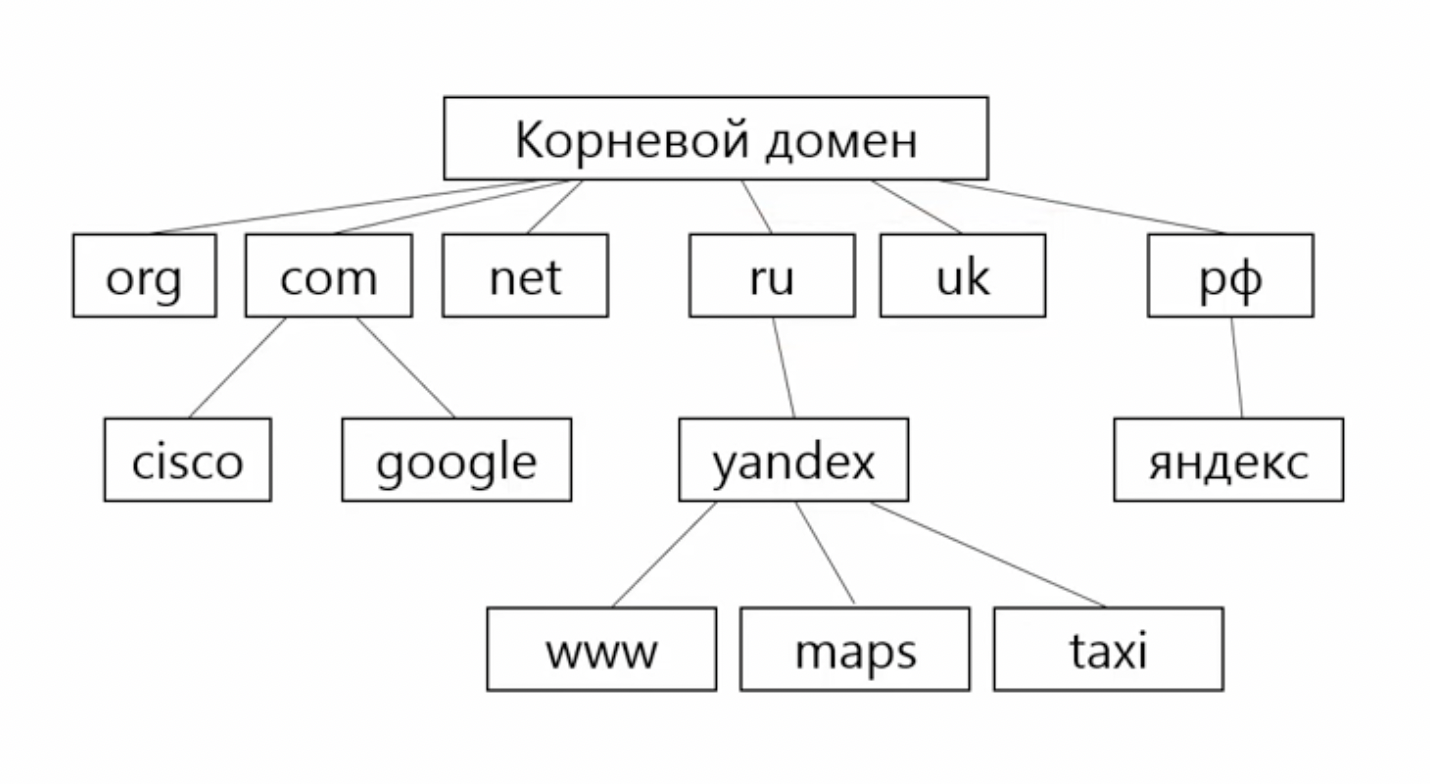 Корневой домен
org
com
net
ru
uk
рф
cisco
google
yandex
яндекс
www
maps
taxi